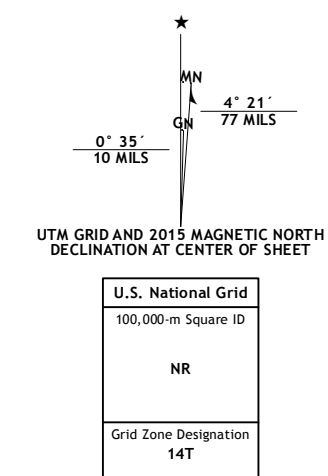 ★
MN
4° 21´
77 MILS
GN
0° 35´
10 MILS
UTM GRID AND 2015 MAGNETIC NORTH
DECLINATION AT CENTER OF SHEET
U.S. National Grid
100,000-m Square ID
NR
Grid Zone Designation
14T